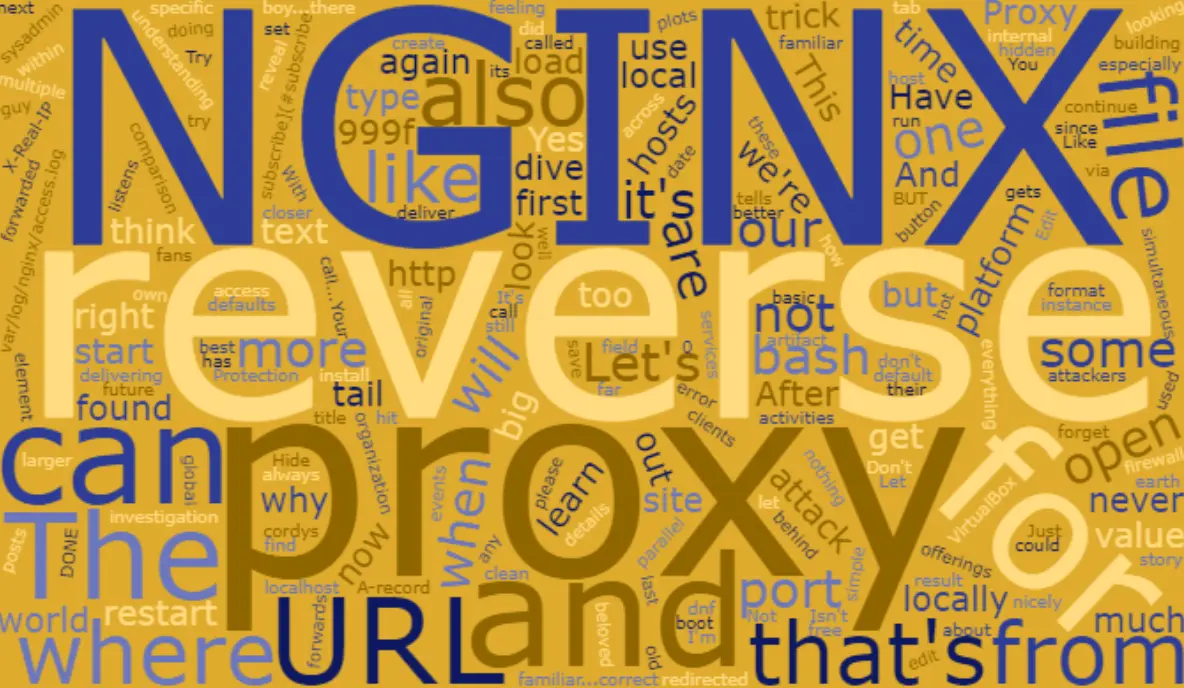 next
specific
boy...there
feeling
plots
trick
tab
Proxy
looking
sysadmin
within
multiple
understanding
doing
Try
set
reveal
create
again
did
called
its
use
load
local
familiar
time
internal
hidden
You
building
especially
guy
type
also
across
This
host
Have
run
continue
file
X-Real-IP
try
999f
Yes
hosts
these
one
since
Like
NGINX
comparison
subscribe](#subscribe
like
dive
date
we're
And
via
forwarded
listens
With
closer
deliver
first
it's
tells
better
BUT
button
gets
think
text
look
well
are
our
how
Edit
fans
http
platform
simultaneous
var/log/nginx/access.log
own
access
defaults
call...Your
all
original
It's
call
still
too
basic
not
but
hot
format
instance
right
reverse
start
best
has
more
will
save
field
Let's
services
0
artifact
bash
don't
default
their
everything
some
attackers
element
delivering
future
Protection
install
tail
far
error
After
activities
used
found
title
hit
big
clients
get
forget
open
can
organization
proxy
out
nothing
for
firewall
larger
global
Hide
always
why
events
when
please
learn
site
attack
Don't
Let
VirtualBox
earth
never
The
investigation
cordys
find
now
any
details
parallel
let
behind
Just
could
value
posts
DONE
clean
simple
offerings
story
localhost
A-record
last
port
result
locally
nicely
world
restart
forwards
URL
and
beloved
dnf
boot
I'm
Not
Isn't
free
about
much
where
old
that's
edit
from
familiar...correct
redirected